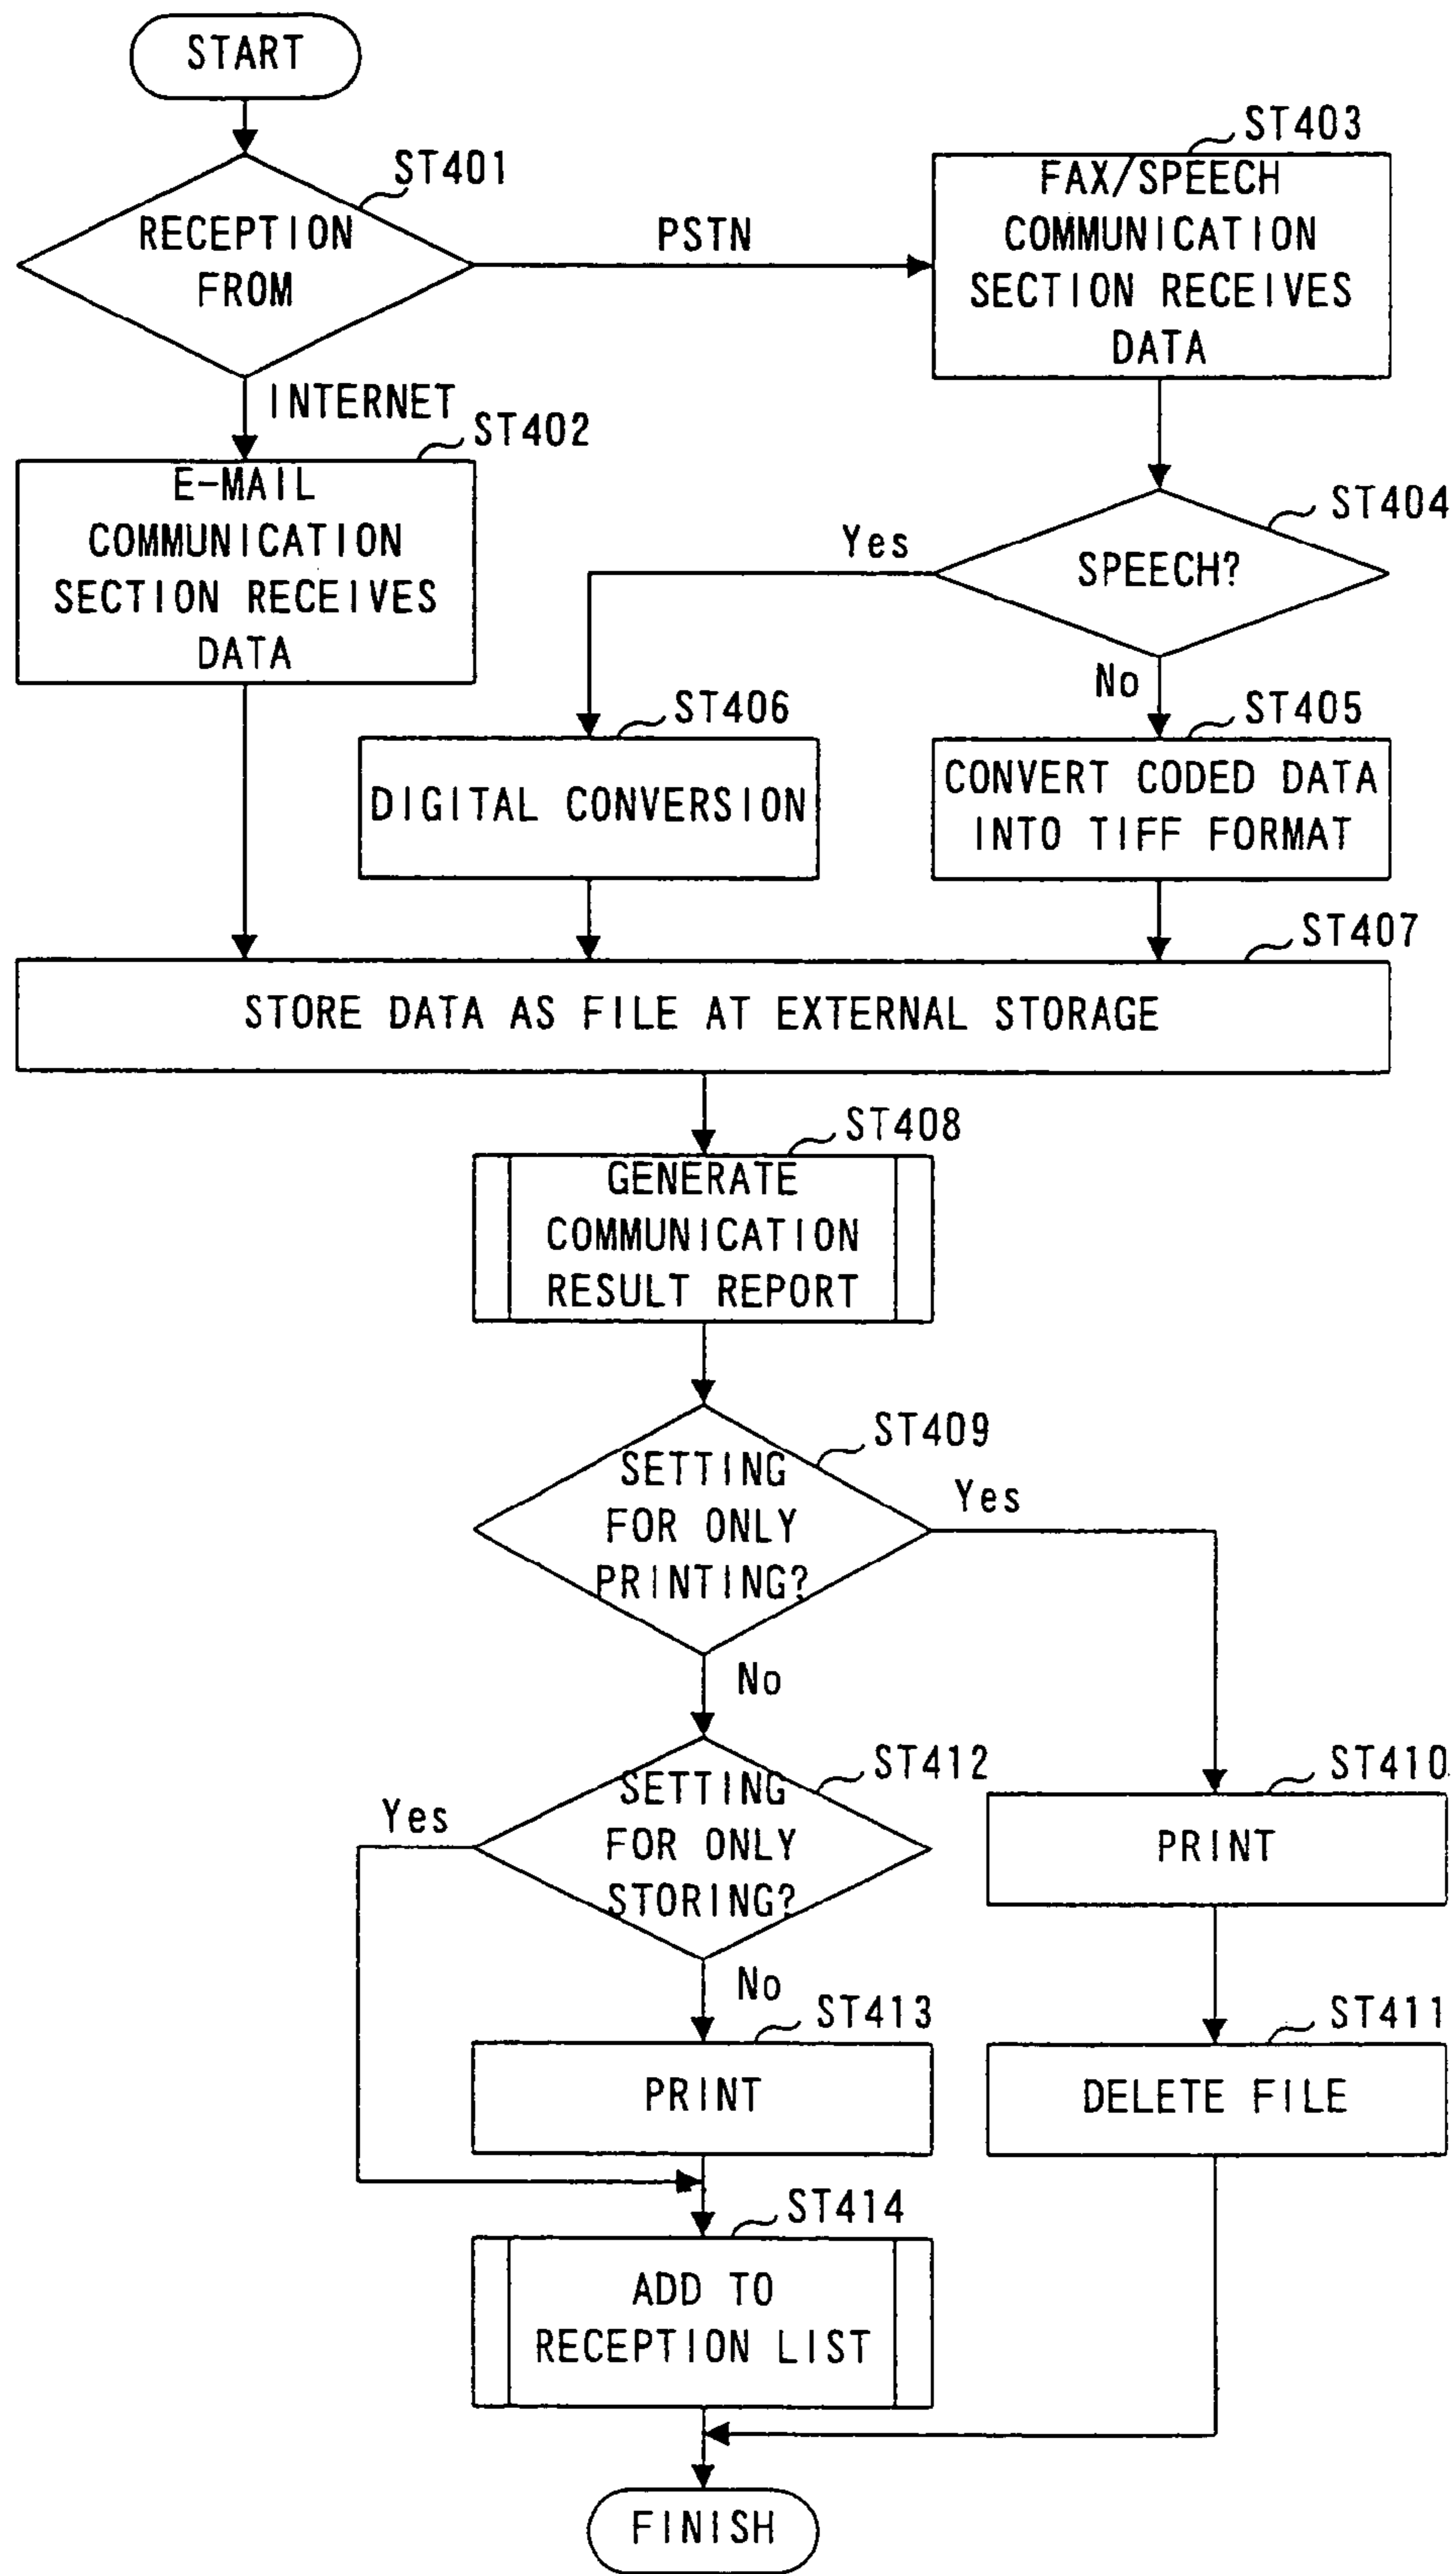 START
ST401
RECEPTION
FROM
PSTN
ST403
FAX/SPEECH
COMMUNICATION
SECTION RECEIVES
DATA
INTERNET
ST402
E-MAIL
COMMUNICATION
SECTION RECEIVES
DATA
ST404
SPEECH?
Yes
No
ST406
DIGITAL CONVERSION
ST405
CONVERT CODED DATA
INTO TIFF FORMAT
ST407
STORE DATA AS FILE AT EXTERNAL STORAGE
ST408
GENERATE
COMMUNICATION
RESULT REPORT
ST409
SETTING
FOR ONLY
PRINTING?
Yes
No
ST412
SETTING
FOR ONLY
STORING?
Yes
No
ST410
PRINT
ST413
PRINT
ST411
DELETE FILE
ST414
ADD TO
RECEPTION LIST
FINISH